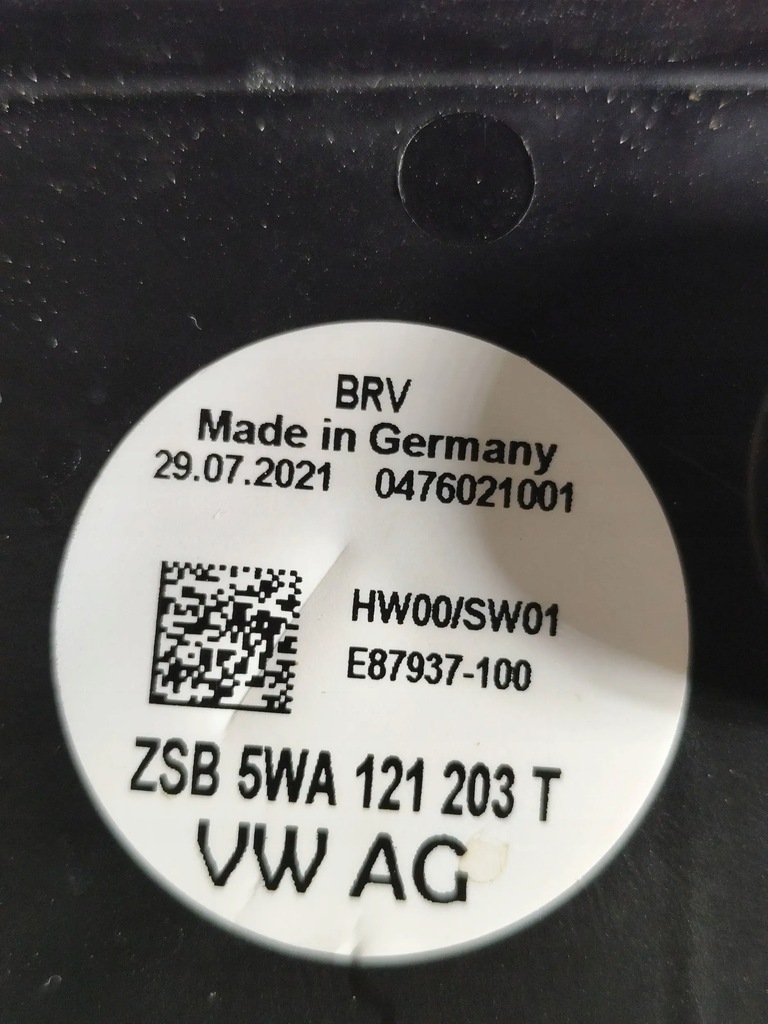 BRV
Made in Germany
29.07.2021 0476021001
HW00/SW01
E87937-100
ZSB 5WA 121 203 T
VW AG